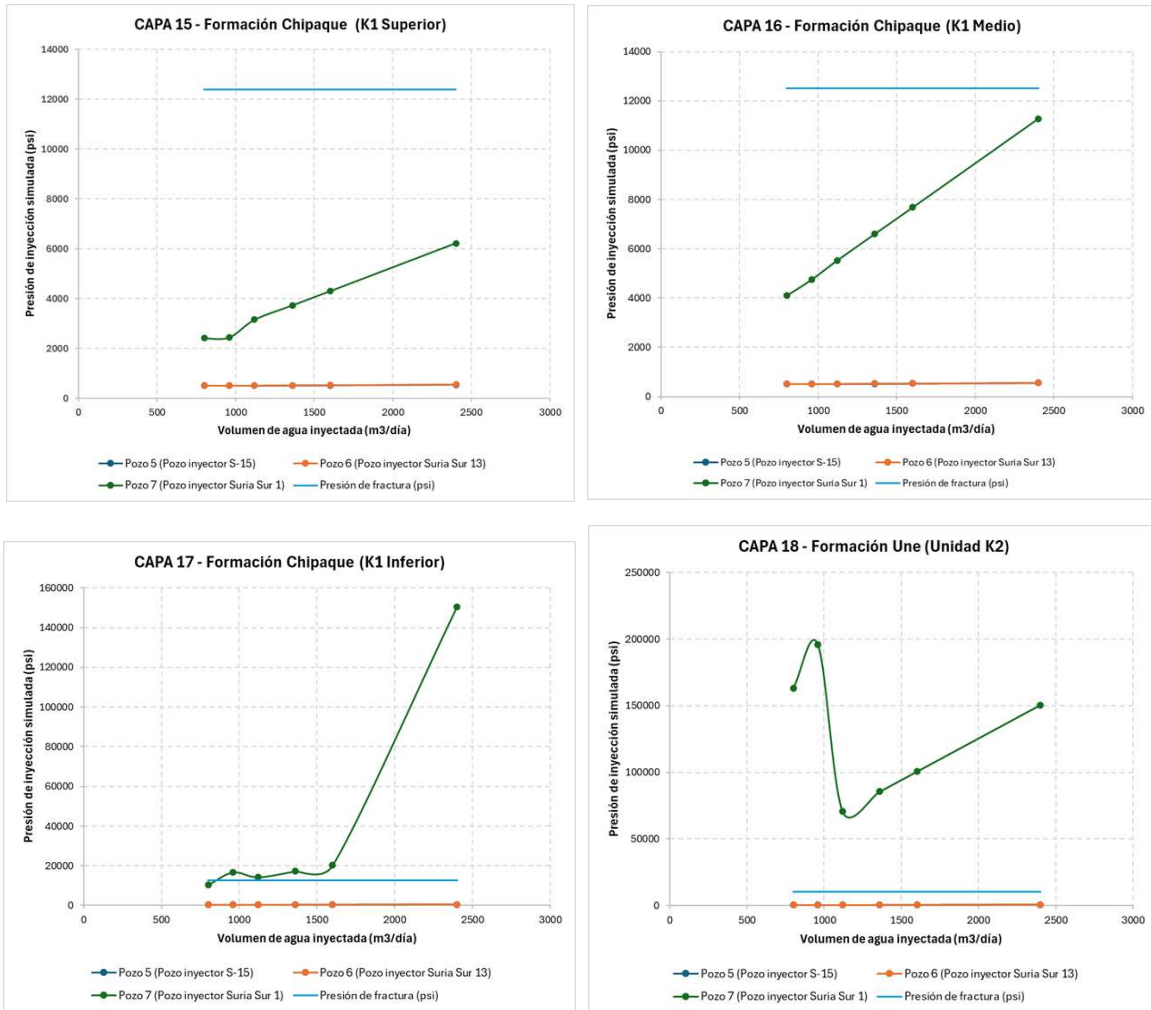 CAPA 15 - Formación Chipaque (K1 Superior)
Presión de inyección simulada (psi)
14000
12000
10000
8000
6000
4000
2000
0
0 500 1000 1500 2000 2500 3000
Volumen de agua inyectada (m3/día)
Pozo 5 (Pozo inyector S-15) Pozo 6 (Pozo inyector Suria Sur 13)
Pozo 7 (Pozo inyector Suria Sur 1) Presión de fractura (psi)
CAPA 16 - Formación Chipaque (K1 Medio)
Presión de inyección simulada (psi)
14000
12000
10000
8000
6000
4000
2000
0
0 500 1000 1500 2000 2500 3000
Volumen de agua inyectada (m3/día)
Pozo 5 (Pozo inyector S-15) Pozo 6 (Pozo inyector Suria Sur 13)
Pozo 7 (Pozo inyector Suria Sur 1) Presión de fractura (psi)
CAPA 17 - Formación Chipaque (K1 Inferior)
Presión de inyección simulada (psi)
160000
140000
120000
100000
80000
60000
40000
20000
0
0 500 1000 1500 2000 2500 3000
Volumen de agua inyectada (m3/día)
Pozo 5 (Pozo inyector S-15) Pozo 6 (Pozo inyector Suria Sur 13)
Pozo 7 (Pozo inyector Suria Sur 1) Presión de fractura (psi)
CAPA 18 - Formación Une (Unidad K2)
Presión de inyección simulada (psi)
250000
200000
150000
100000
50000
0
0 500 1000 1500 2000 2500 3000
Volumen de agua inyectada (m3/día)
Pozo 5 (Pozo inyector S-15) Pozo 6 (Pozo inyector Suria Sur 13)
Pozo 7 (Pozo inyector Suria Sur 1) Presión de fractura (psi)